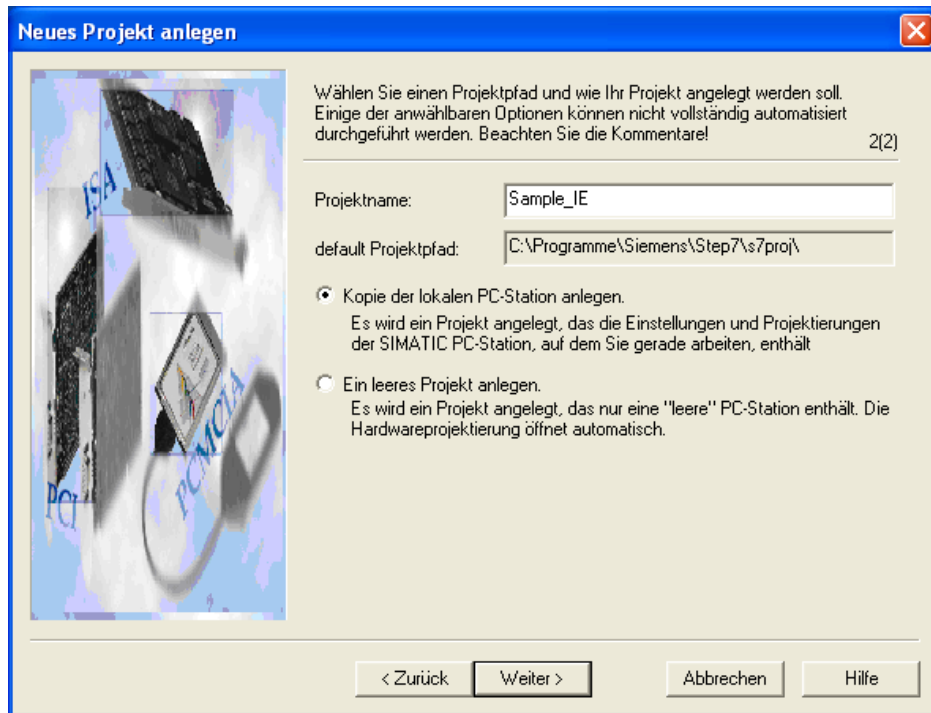 Neues Projekt anlegen
Wählen Sie einen Projektpfad und wie Ihr Projekt angelegt werden soll.
Einige der anwählbaren Optionen können nicht vollständig automatisiert
durchgeführt werden. Beachten Sie die Kommentare!
2(2)
ISA
PCI
PCMCIA
Projektname:
Sample_IE
default Projektpfad:
C:\Programme\Siemens\Step7\s7proj\
Kopie der lokalen PC-Station anlegen.
Es wird ein Projekt angelegt, das die Einstellungen und Projektierungen
der SIMATIC PC-Station, auf dem Sie gerade arbeiten, enthält
Ein leeres Projekt anlegen.
Es wird ein Projekt angelegt, das nur eine "leere" PC-Station enthält. Die
Hardwareprojektierung öffnet automatisch.
< Zurück
Weiter >
Abbrechen
Hilfe